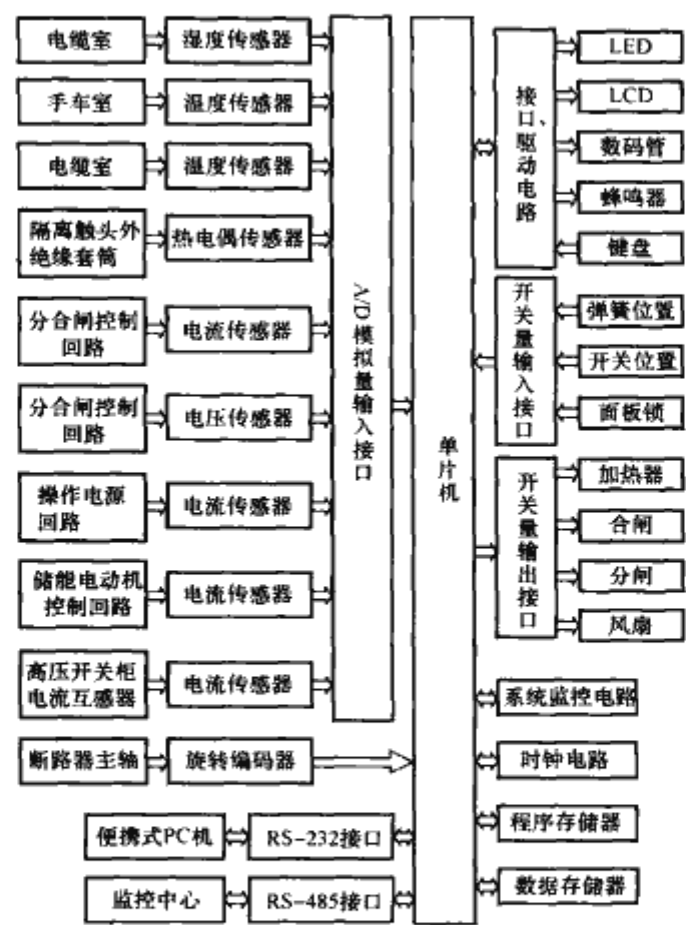 电缆室
湿度传感器
手车室
温度传感器
电缆室
温度传感器
隔离触头外
绝缘套筒
热电偶传感器
分合闸控制
回路
电流传感器
分合闸控制
回路
电压传感器
操作电源
回路
电流传感器
储能电动机
控制回路
电流传感器
高压开关柜
电流互感器
电流传感器
断路器主轴
旋转编码器
便携式PC机
RS-232接口
监控中心
RS-485接口
A/D模拟量输入接口
单片机
接口、驱动电路
LED
LCD
数码管
蜂鸣器
键盘
开关量输入接口
弹簧位置
开关位置
面板锁
开关量输出接口
加热器
合闸
分闸
风扇
系统监控电路
时钟电路
程序存储器
数据存储器